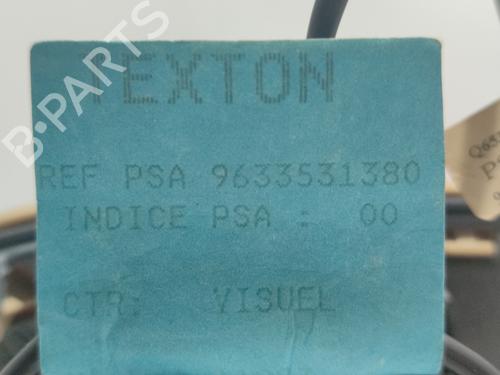 TEXTON
REF PSA 9633531380
INDICE PSA : 00
CTR: VISUEL
B-PARTS